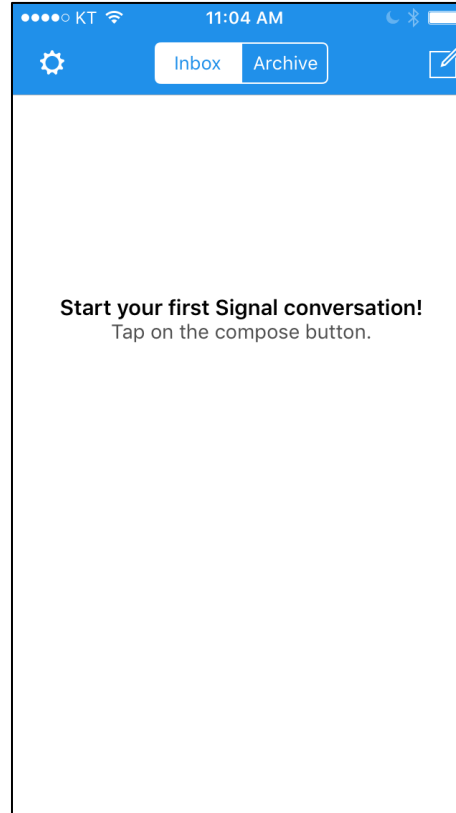 KT 11:04 AM
Inbox Archive
Start your first Signal conversation!
Tap on the compose button.